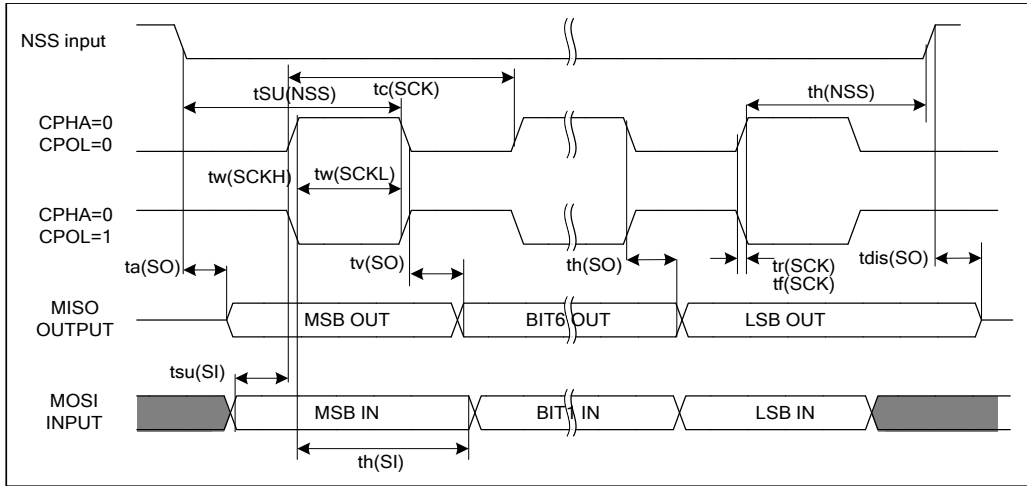 NSS input
tc(SCK)
tSU(NSS)
th(NSS)
CPHA=0
CPOL=0
tw(SCKH)
tw(SCKL)
CPHA=0
CPOL=1
ta(SO)
tv(SO)
th(SO)
tr(SCK)
tf(SCK)
tdis(SO)
MISO
OUTPUT
MSB OUT
BIT6 OUT
LSB OUT
tsu(SI)
MOSI
INPUT
MSB IN
BIT1 IN
LSB IN
th(SI)